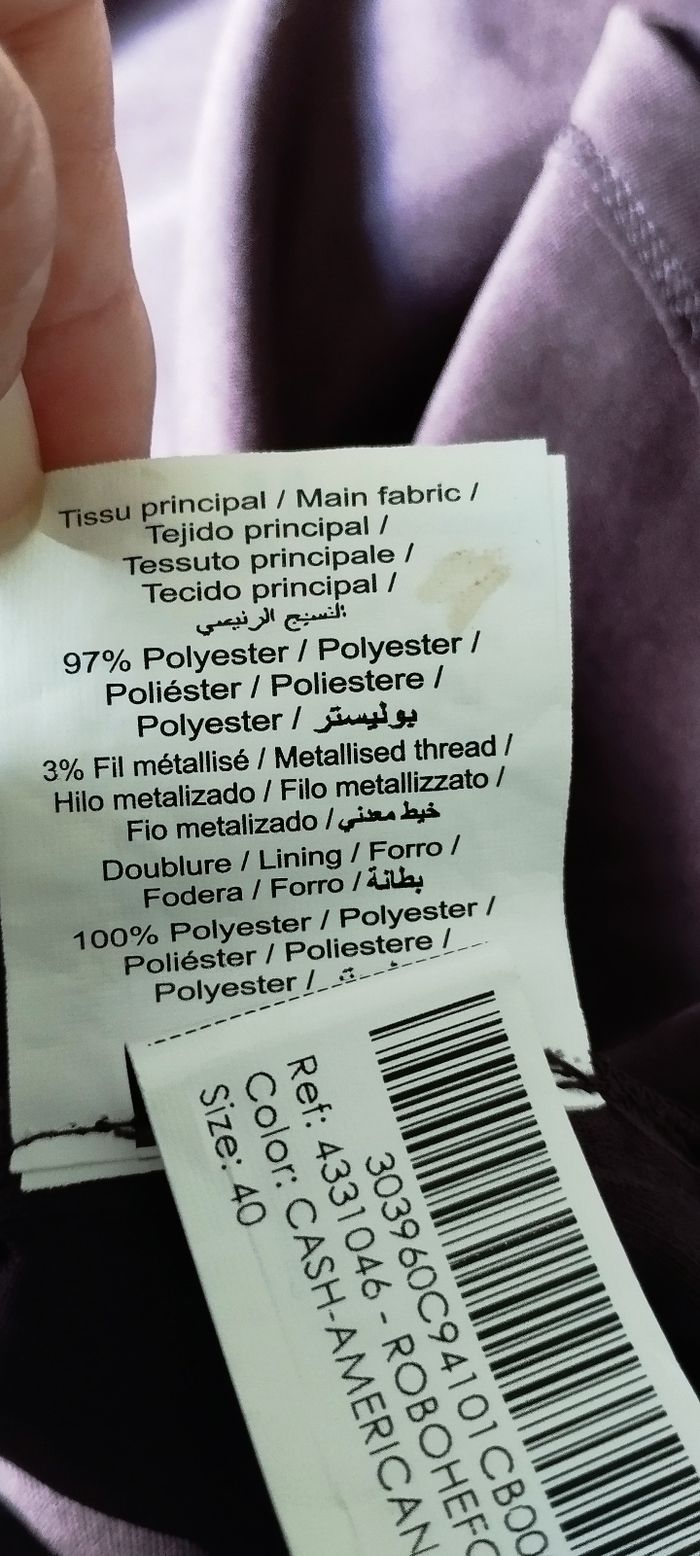 Tissu principal / Main fabric /
Tejido principal /
Tessuto principale /
Tecido principal /
النسيج الرئيسي
97% Polyester / Polyester /
Poliéster / Poliestere /
Polyester / بوليستر
3% Fil métallisé / Metallised thread /
Hilo metalizado / Filo metallizzato /
Fio metalizado / خيط معدني
Doublure / Lining / Forro /
Fodera / Forro / بطانة
100% Polyester / Polyester /
Poliéster / Poliestere /
Polyester /
303960C94101CB00
Ref: 4331046 - ROBOHEF
Color: CASH-AMERICAN
Size: 40